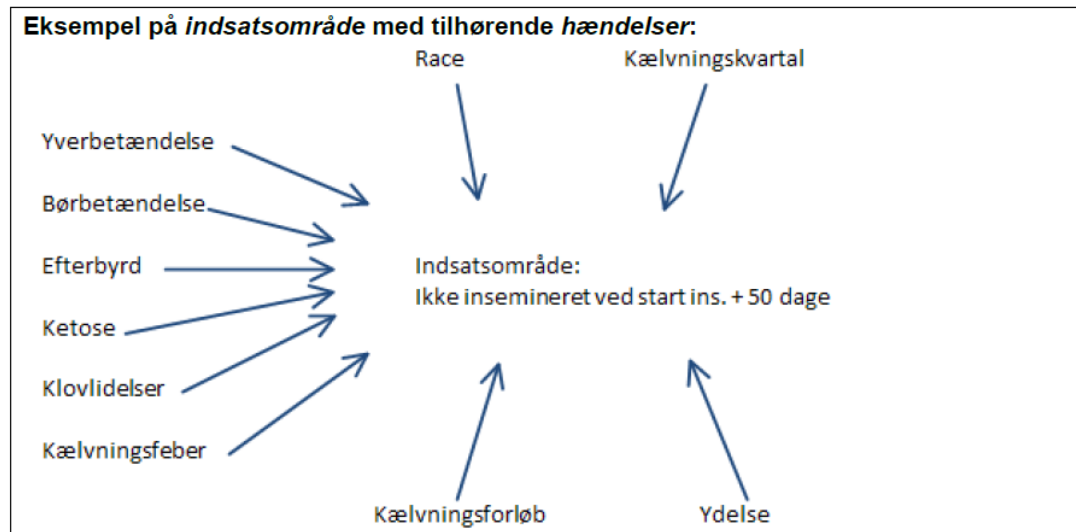 Eksempel på indsatsområde med tilhørende hændelser:
Race
Kælvningskvartal
Yverbetændelse
Børbetændelse
Efterbyrd
Ketose
Klovlidelser
Kælvningsfeber
Indsatsområde:
Ikke insemineret ved start ins. + 50 dage
Kælvningsforløb
Ydelse